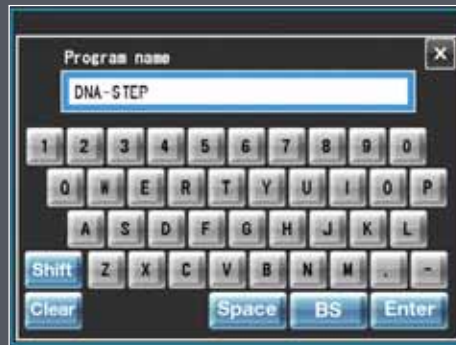 Program name
×
DNA-STEP
1 2 3 4 5 6 7 8 9 0
Q W E R T Y U I O P
A S D F G H J K L
Shift Z X C V B N M . -
Clear Space BS Enter